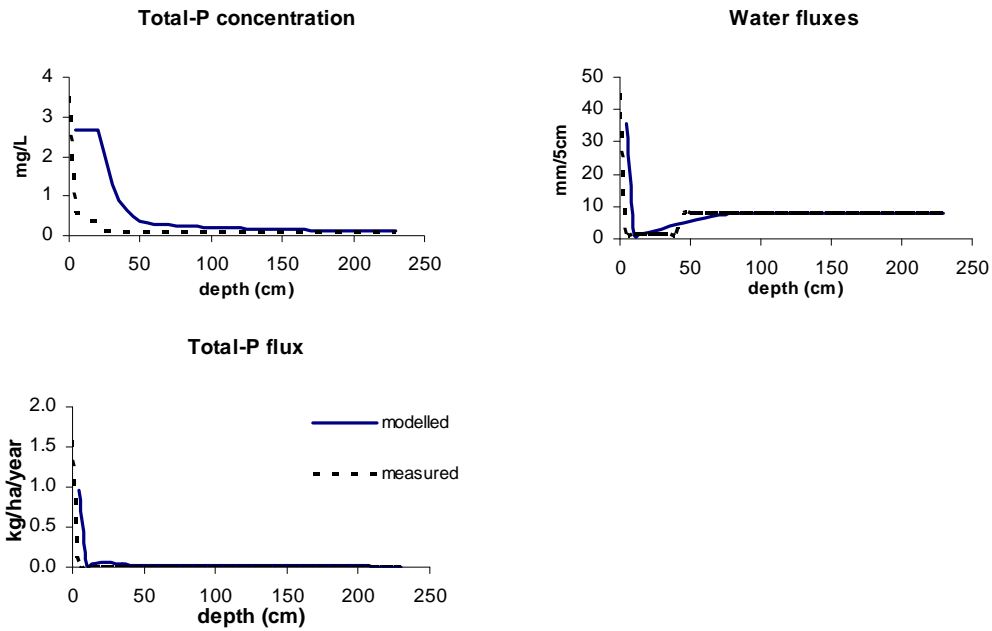 Total-P concentration
4
3
2
1
0
mg/L
0 50 100 150 200 250
depth (cm)
Water fluxes
50
40
30
20
10
0
mm/5cm
0 50 100 150 200 250
depth (cm)
Total-P flux
2.0
1.5
1.0
0.5
0.0
kg/ha/year
0 50 100 150 200 250
depth (cm)
modelled
measured